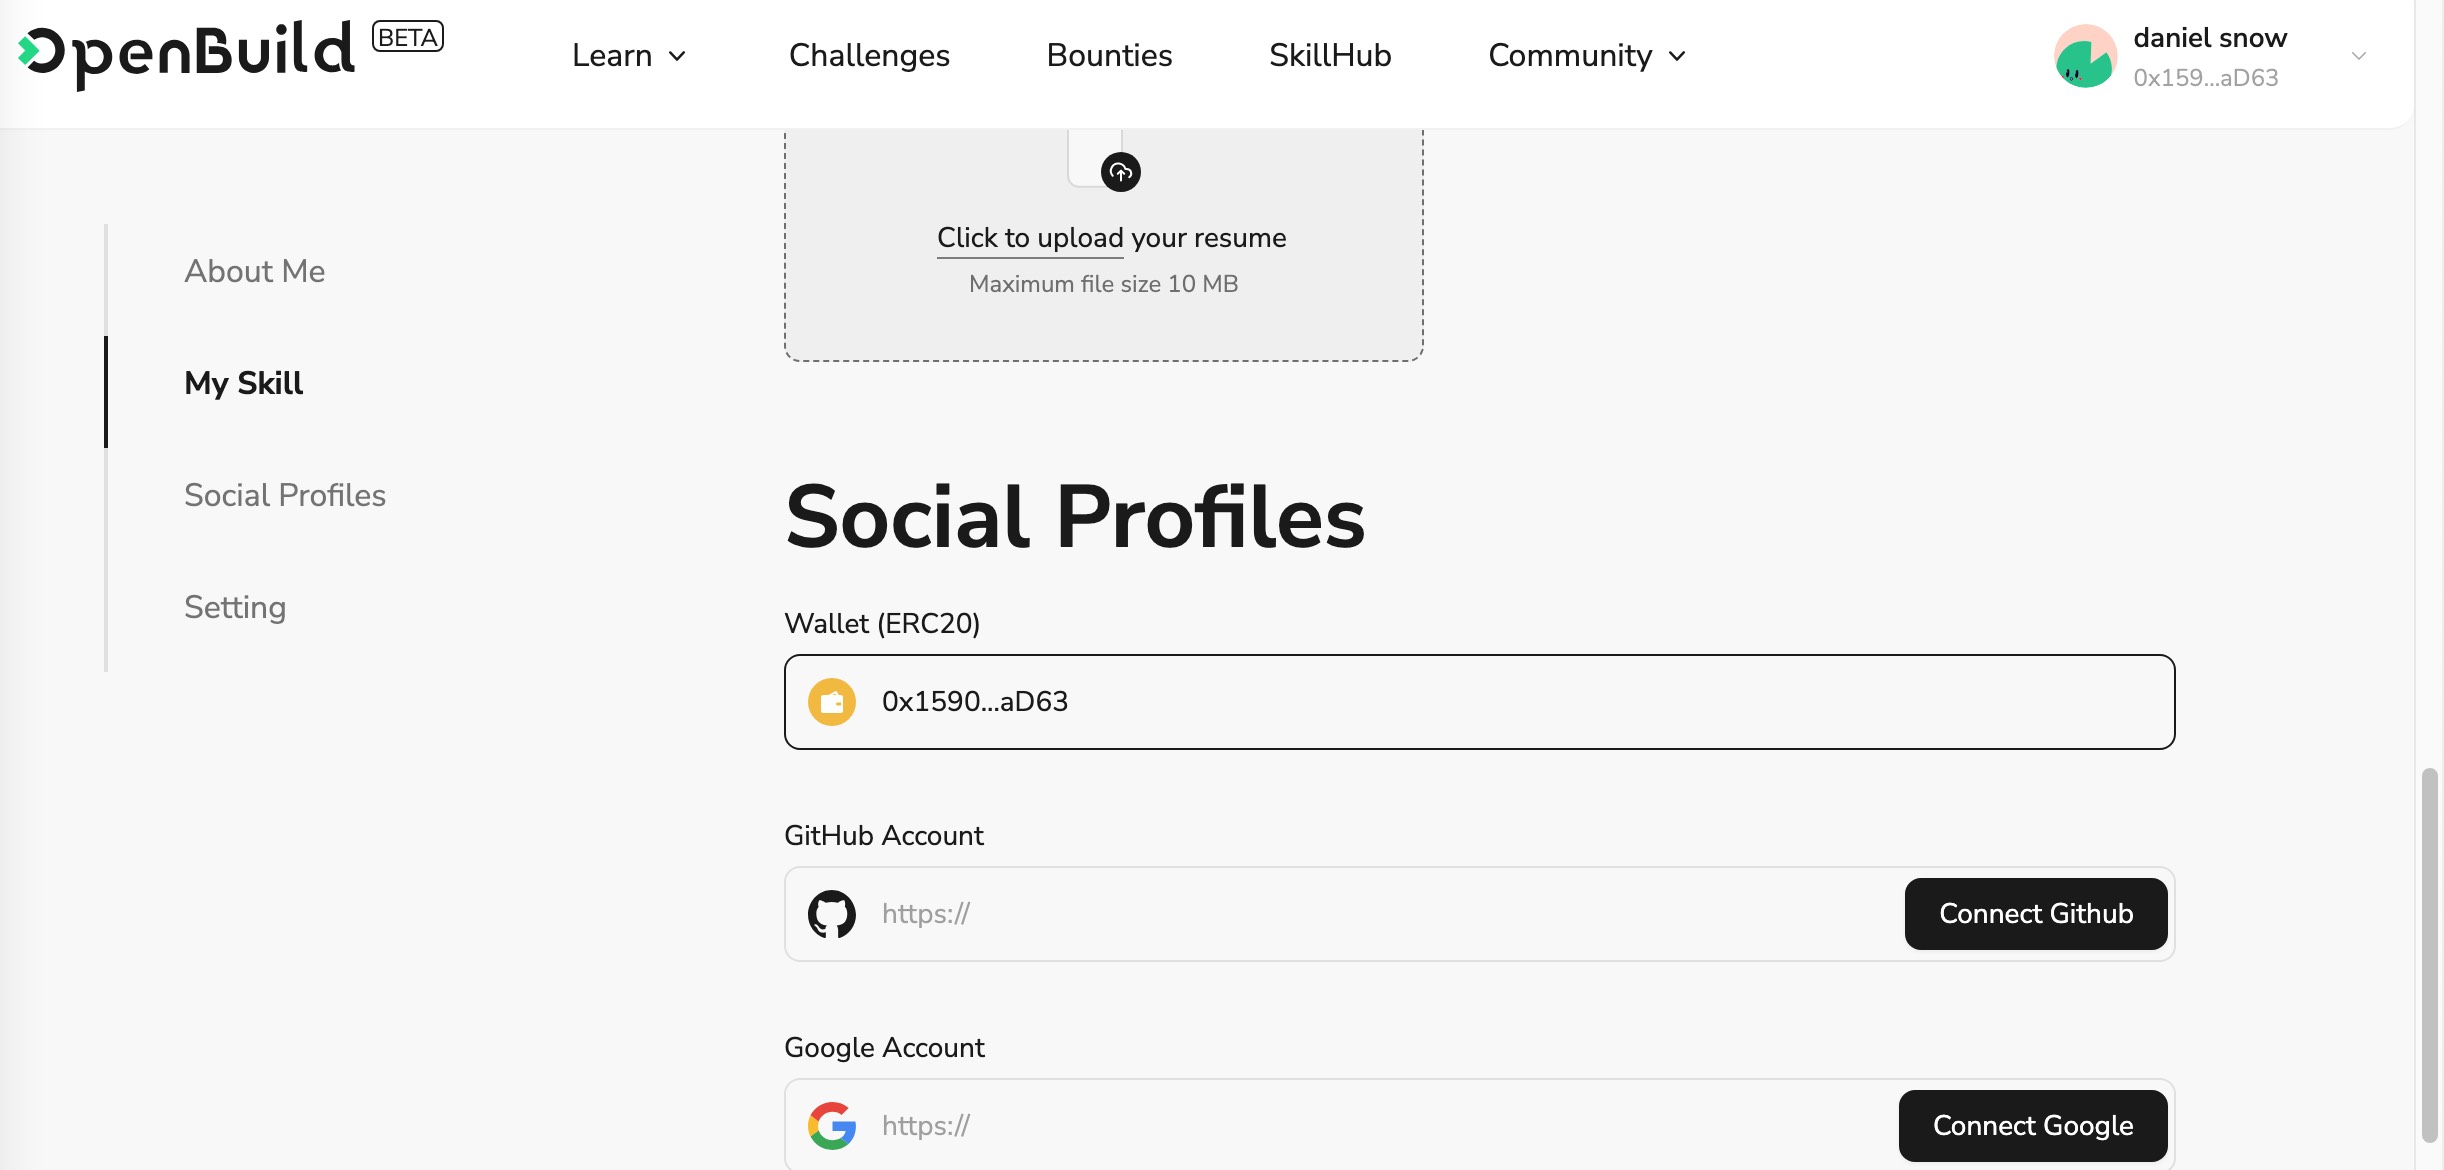 OpenBuild BETA
Learn
Challenges
Bounties
SkillHub
Community
daniel snow
0x159...aD63
About Me
My Skill
Social Profiles
Setting
Click to upload your resume
Maximum file size 10 MB
Social Profiles
Wallet (ERC20)
0x1590...aD63
GitHub Account
https://
Connect Github
Google Account
https://
Connect Google